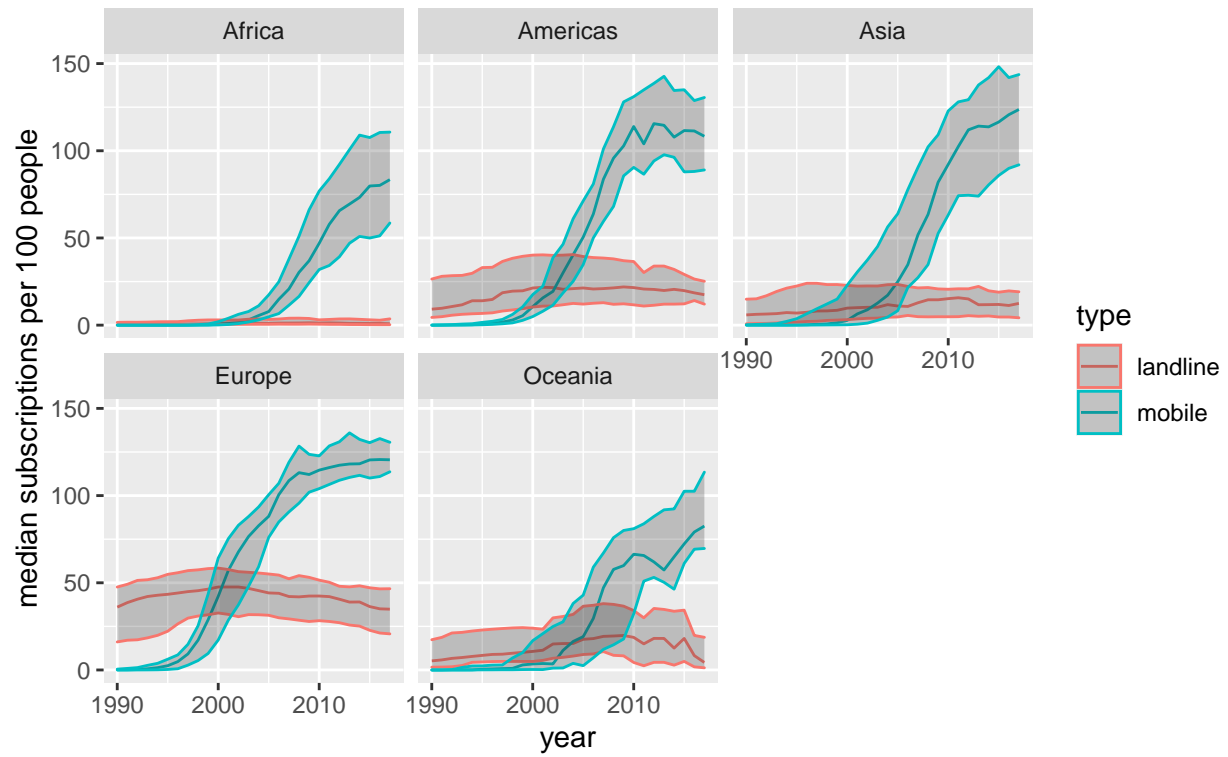 Africa
Americas
Asia
150
100
50
0
1990
2000
2010
Europe
Oceania
150
100
50
0
1990
2000
2010
1990
2000
2010
median subscriptions per 100 people
year
type
landline
mobile